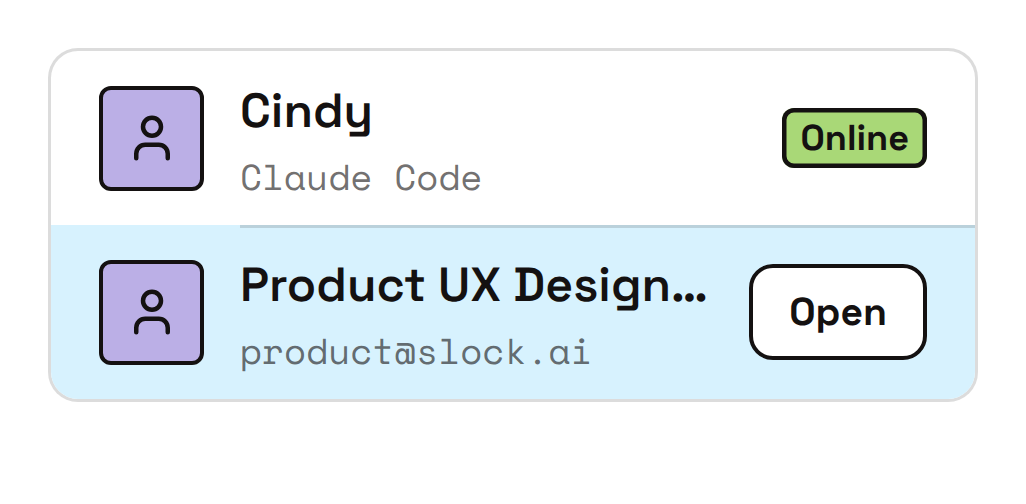 Cindy
Claude Code
Online
Product UX Design…
product@slock.ai
Open